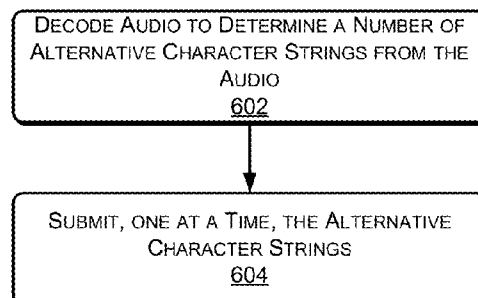 DECODE AUDIO TO DETERMINE A NUMBER OF
ALTERNATIVE CHARACTER STRINGS FROM THE
AUDIO
602
SUBMIT, ONE AT A TIME, THE ALTERNATIVE
CHARACTER STRINGS
604